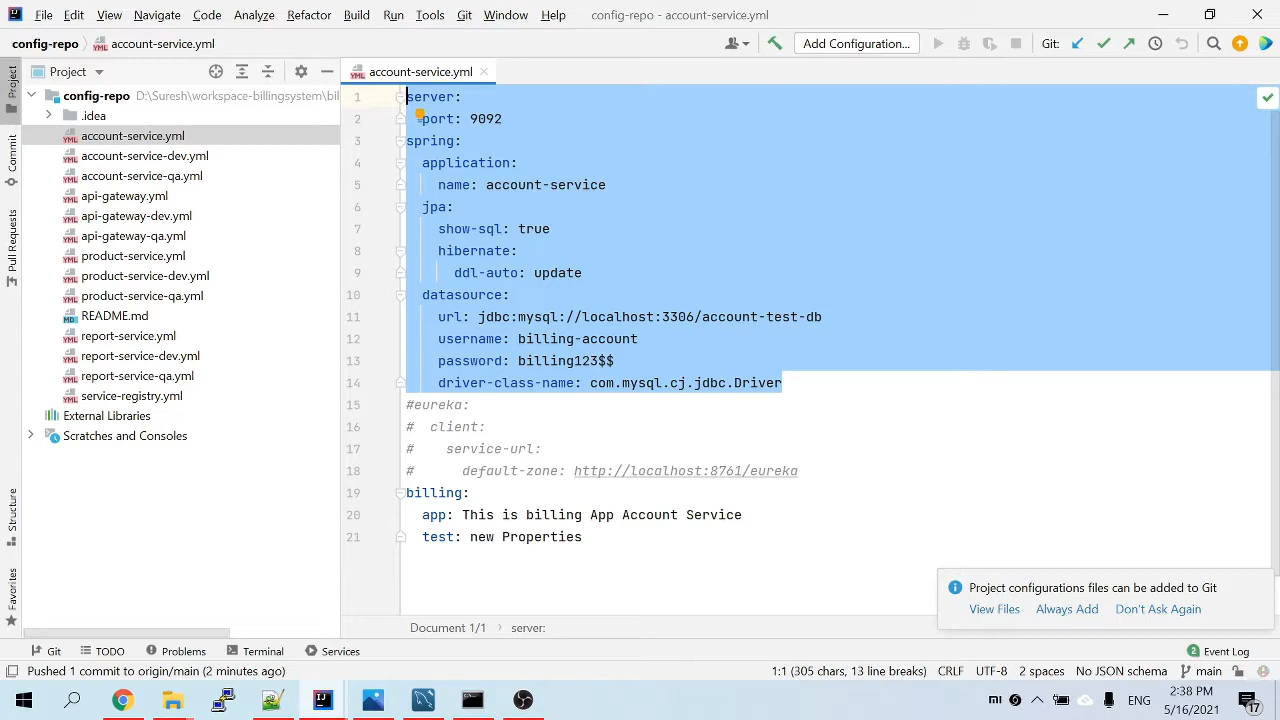 File Edit View Navigate Code Analyze Refactor Build Run Tools Git Window Help config-repo - account-service.yml
config-repo account-service.yml Add Configuration... Git:
Project
account-service.yml
config-repo D:\Suresh\workspace-billingsystem\bil
.idea
account-service.yml
account-service-dev.yml
account-service-qa.yml
api-gateway.yml
api-gateway-dev.yml
api-gateway-qa.yml
product-service.yml
product-service-dev.yml
product-service-qa.yml
README.md
report-service.yml
report-service-dev.yml
report-service-qa.yml
service-registry.yml
External Libraries
Scratches and Consoles
Project
Commit
Pull Requests
Structure
Favorites
1 server:
2 port: 9092
3 spring:
4 application:
5 name: account-service
6 jpa:
7 show-sql: true
8 hibernate:
9 ddl-auto: update
10 datasource:
11 url: jdbc:mysql://localhost:3306/account-test-db
12 username: billing-account
13 password: billing123$$
14 driver-class-name: com.mysql.cj.jdbc.Driver
15 #eureka:
16 # client:
17 # service-url:
18 # default-zone: http://localhost:8761/eureka
19 billing:
20 app: This is billing App Account Service
21 test: new Properties
Project configurations files can be added to Git
View Files Always Add Don't Ask Again
Document 1/1 server:
Git TODO Problems Terminal Services 2 Event Log
Pushed 1 commit to origin/main (2 minutes ago) 1:1 (305 chars, 13 line breaks) CRLF UTF-8 2 spaces No JSON schema main
ENG
2:38 PM
5/16/2021
17